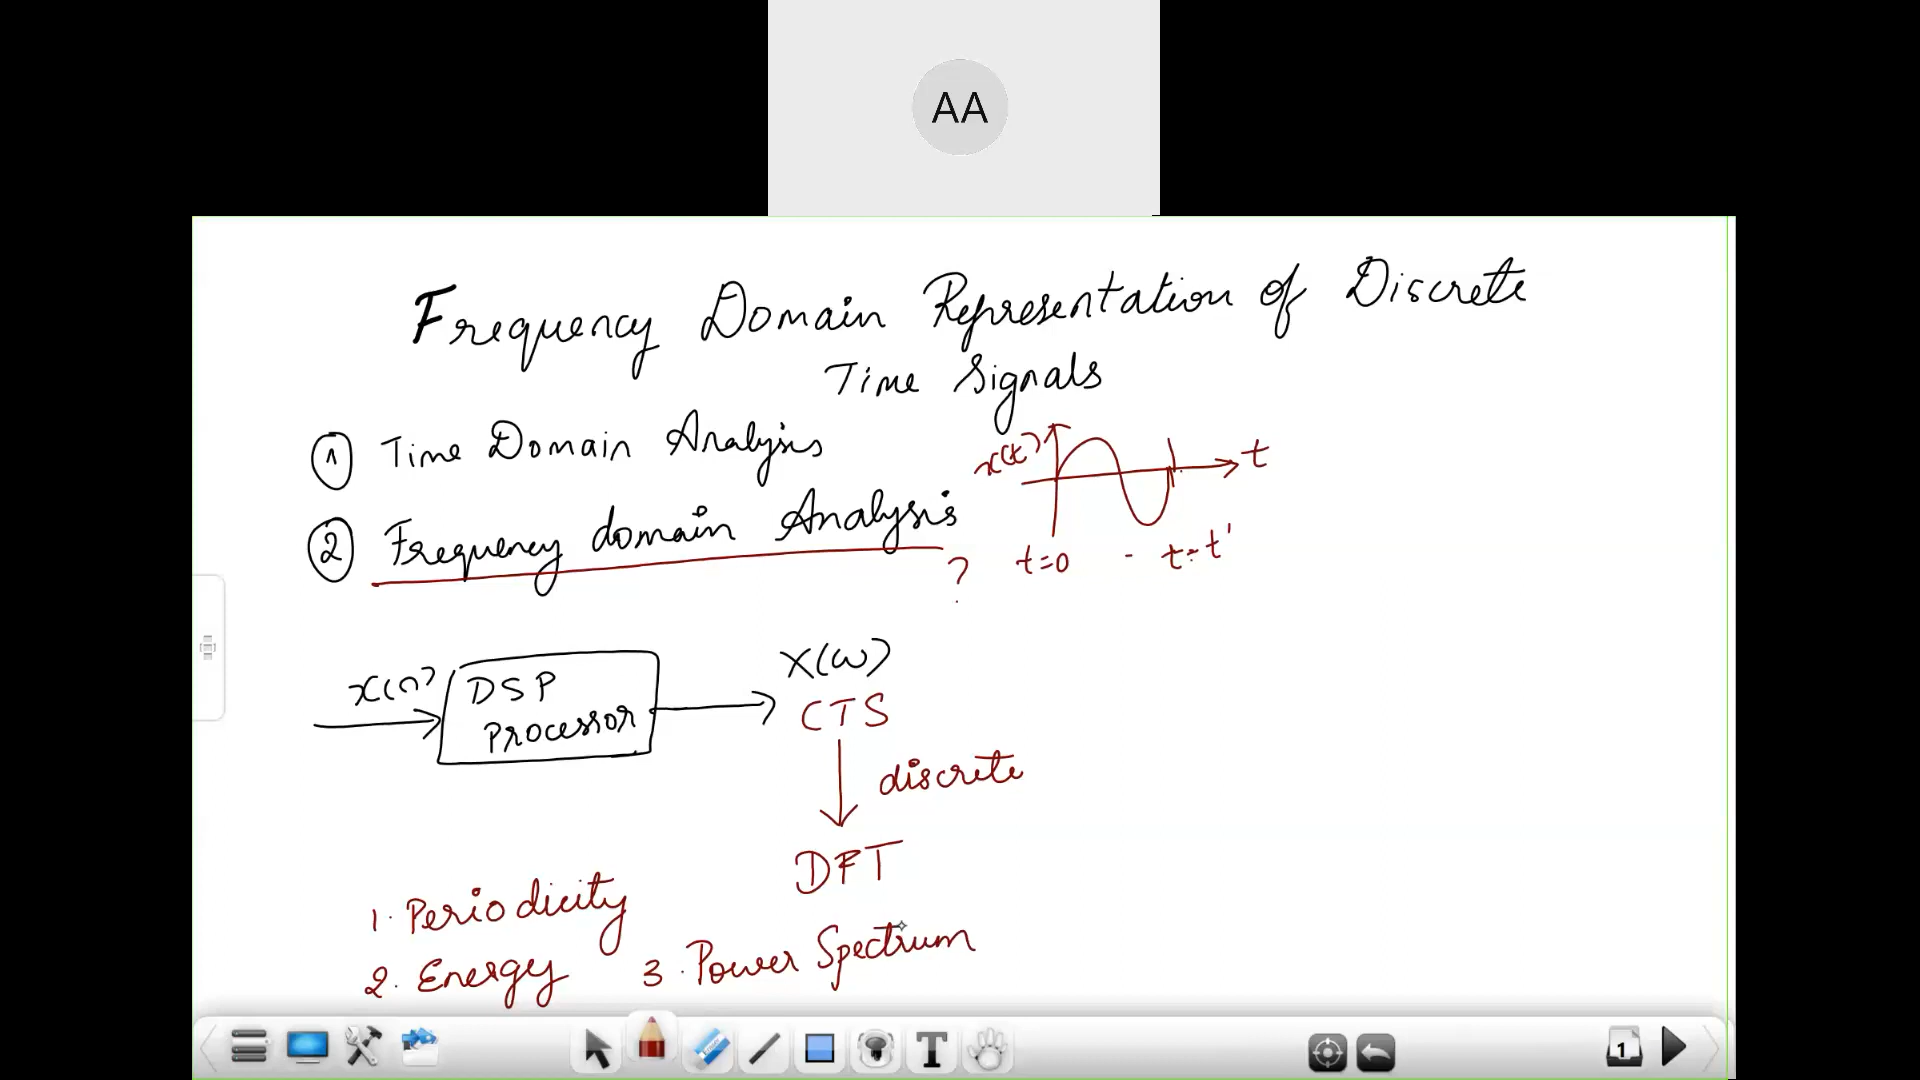 AA
Frequency Domain Representation of Discrete
Time Signals
1 Time Domain Analysis
x(t) t
2 Frequency domain Analysis ?
t=0 - t=t'
x(n) DSP Processor X(ω)
CTS
discrete
DFT
1. Periodicity
2. Energy 3. Power Spectrum
T
1